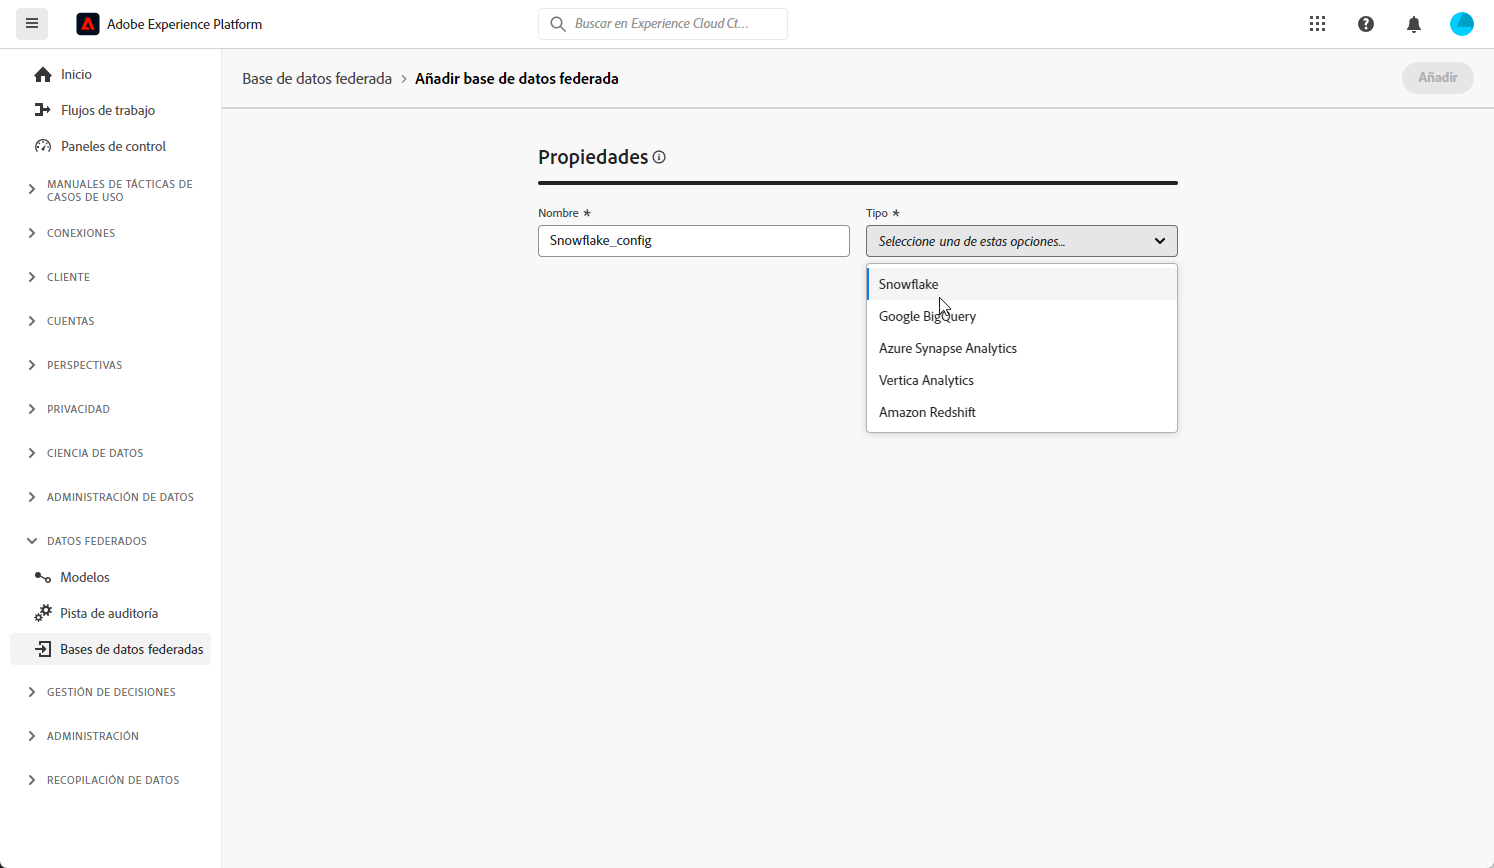 Adobe Experience Platform
Buscar en Experience Cloud Ct...
Inicio
Flujos de trabajo
Paneles de control
MANUALES DE TÁCTICAS DE
CASOS DE USO
CONEXIONES
CLIENTE
CUENTAS
PERSPECTIVAS
PRIVACIDAD
CIENCIA DE DATOS
ADMINISTRACIÓN DE DATOS
DATOS FEDERADOS
Modelos
Pista de auditoría
Bases de datos federadas
GESTIÓN DE DECISIONES
ADMINISTRACIÓN
RECOPILACIÓN DE DATOS
Base de datos federada > Añadir base de datos federada
Añadir
Propiedades
Nombre *
Snowflake_config
Tipo *
Seleccione una de estas opciones...
Snowflake
Google BigQuery
Azure Synapse Analytics
Vertica Analytics
Amazon Redshift